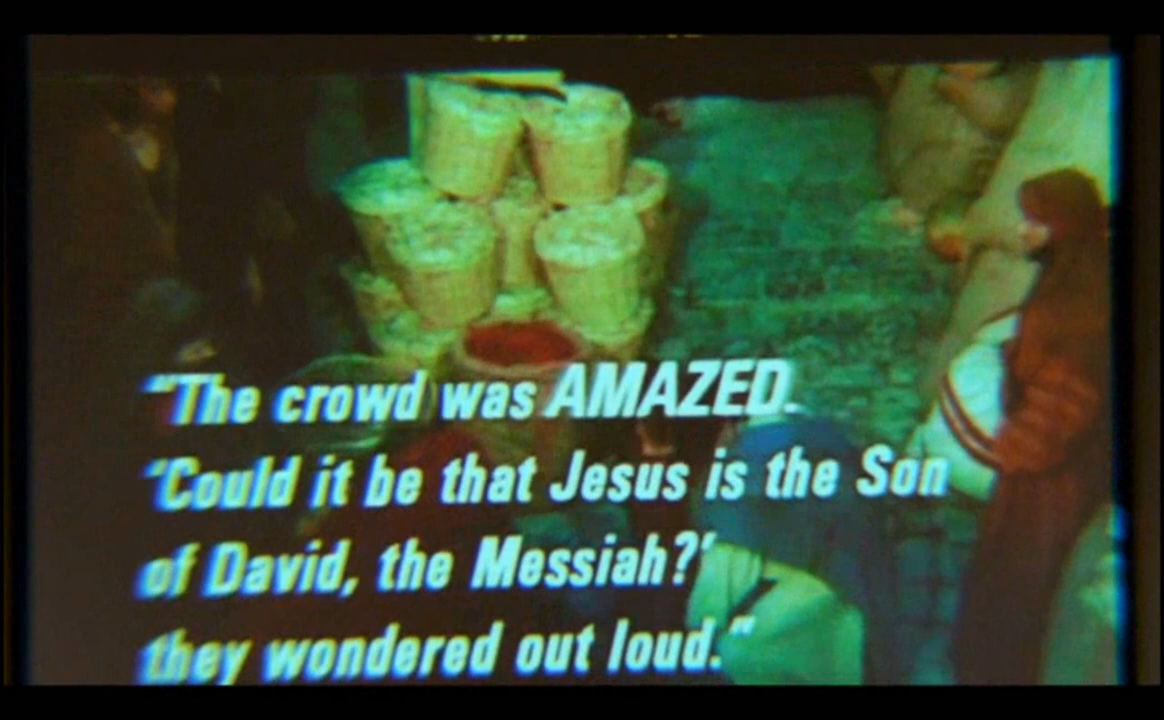 "The crowd was AMAZED.
'Could it be that Jesus is the Son
of David, the Messiah?'
they wondered out loud."